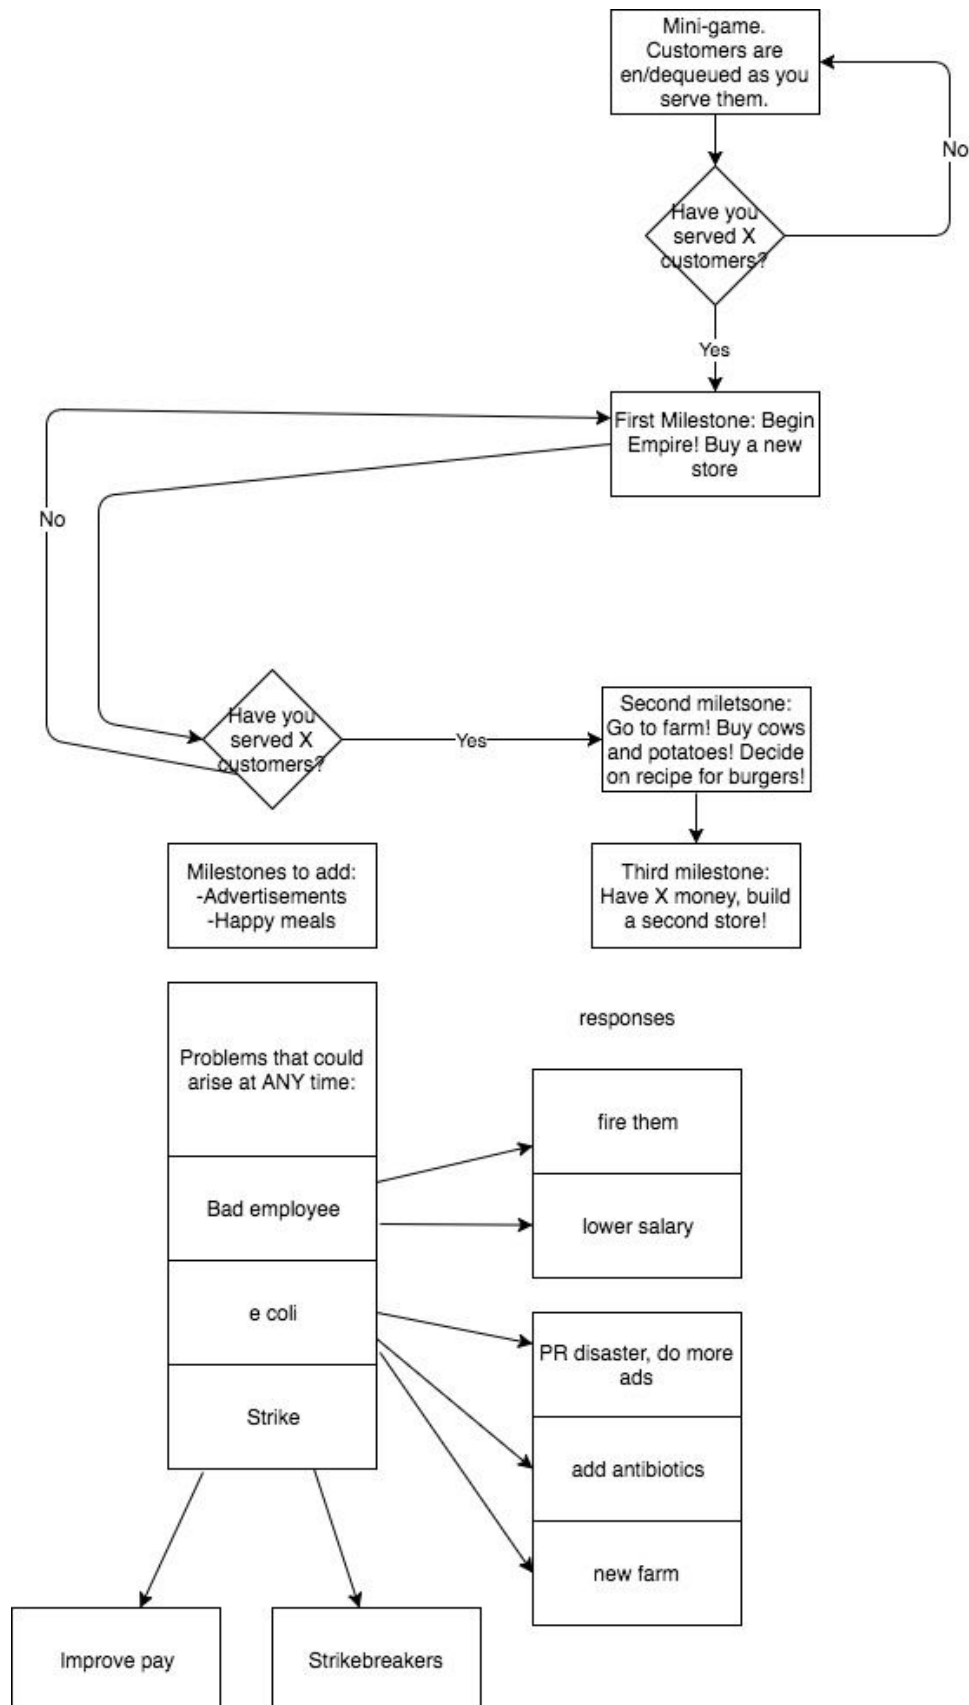 Mini-game.
Customers are
en/dequeued as you
serve them.
No
Have you
served X
customers?
Yes
First Milestone: Begin
Empire! Buy a new
store
No
Have you
served X
customers?
Yes
Second miletsone:
Go to farm! Buy cows
and potatoes! Decide
on recipe for burgers!
Milestones to add:
-Advertisements
-Happy meals
Third milestone:
Have X money, build
a second store!
Problems that could
arise at ANY time:
responses
fire them
Bad employee
lower salary
e coli
PR disaster, do more
ads
Strike
add antibiotics
new farm
Improve pay
Strikebreakers